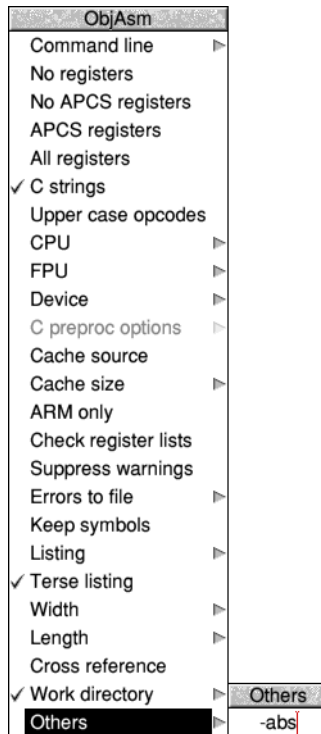 ObjAsm
Command line
No registers
No APCS registers
APCS registers
All registers
C strings
Upper case opcodes
CPU
FPU
Device
C preproc options
Cache source
Cache size
ARM only
Check register lists
Suppress warnings
Errors to file
Keep symbols
Listing
Terse listing
Width
Length
Cross reference
Work directory
Others
Others
-abs